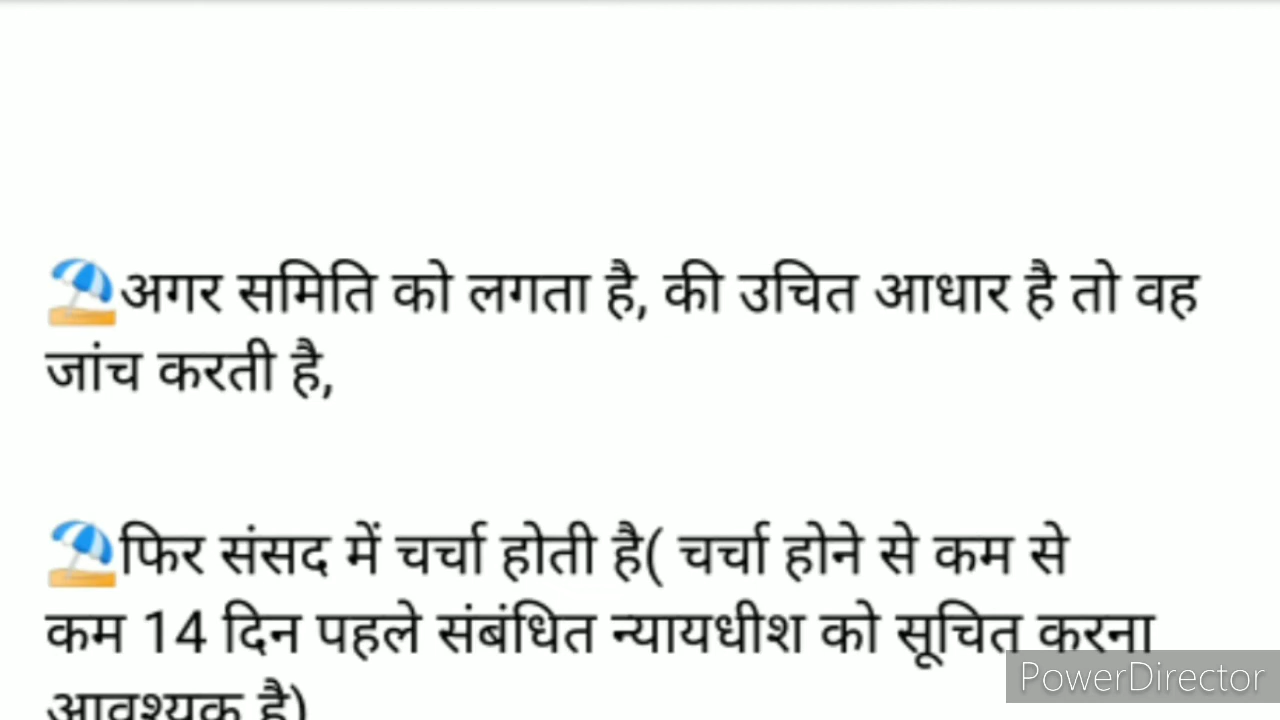 ⛱️अगर समिति को लगता है, की उचित आधार है तो वह
जांच करती है,
⛱️फिर संसद में चर्चा होती है( चर्चा होने से कम से
कम 14 दिन पहले संबंधित न्यायधीश को सूचित करना
आवश्यक है)
PowerDirector